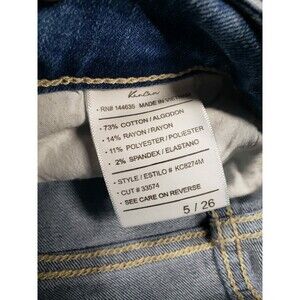 KanCan
• RN# 144635 MADE IN VIETNAM
• 73% COTTON / ALGODON
• 14% RAYON / RAYON
• 11% POLYESTER / POLIESTER
• 2% SPANDEX / ELASTANO
• STYLE / ESTILO # KC8274M
• CUT # 33574
• SEE CARE ON REVERSE
5 / 26